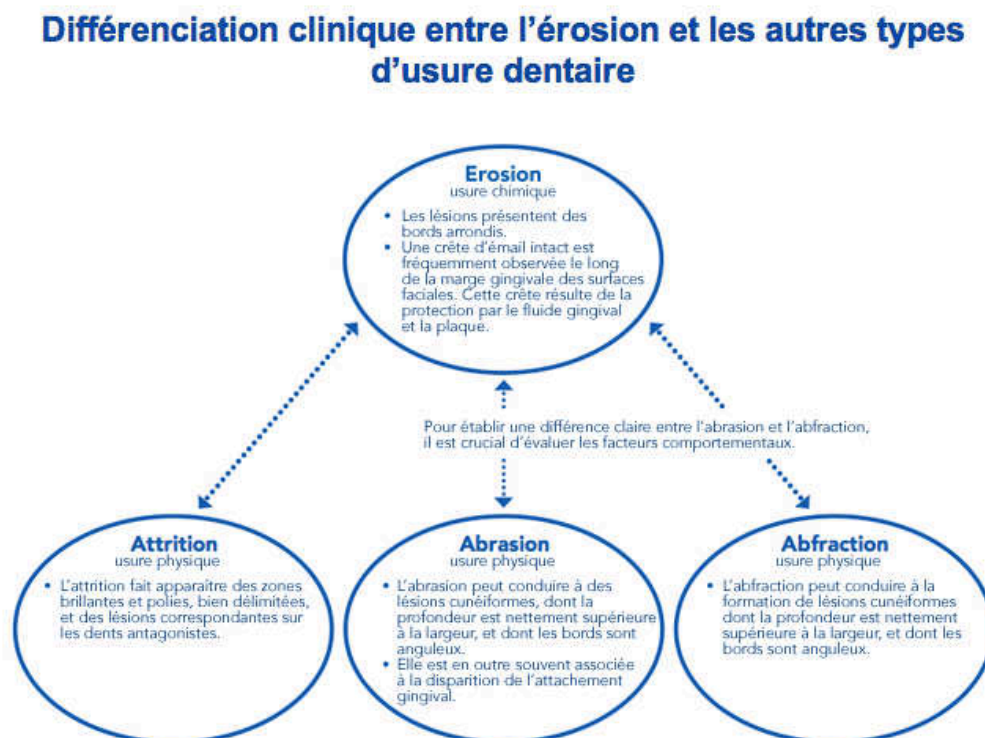 Différenciation clinique entre l'érosion et les autres types
d'usure dentaire
Erosion
usure chimique
• Les lésions présentent des
bords arrondis.
• Une crête d'émail intact est
fréquemment observée le long
de la marge gingivale des surfaces
faciales. Cette crête résulte de la
protection par le fluide gingival
et la plaque.
Pour établir une différence claire entre l'abrasion et l'abfraction,
il est crucial d'évaluer les facteurs comportementaux.
Attrition
usure physique
• L'attrition fait apparaître des zones
brillantes et polies, bien délimitées,
et des lésions correspondantes sur
les dents antagonistes.
Abrasion
usure physique
• L'abrasion peut conduire à des
lésions cunéiformes, dont la
profondeur est nettement supérieure
à la largeur, et dont les bords sont
anguleux.
• Elle est en outre souvent associée
à la disparition de l'attachement
gingival.
Abfraction
usure physique
• L'abfraction peut conduire à la
formation de lésions cunéiformes
dont la profondeur est nettement
supérieure à la largeur, et dont les
bords sont anguleux.